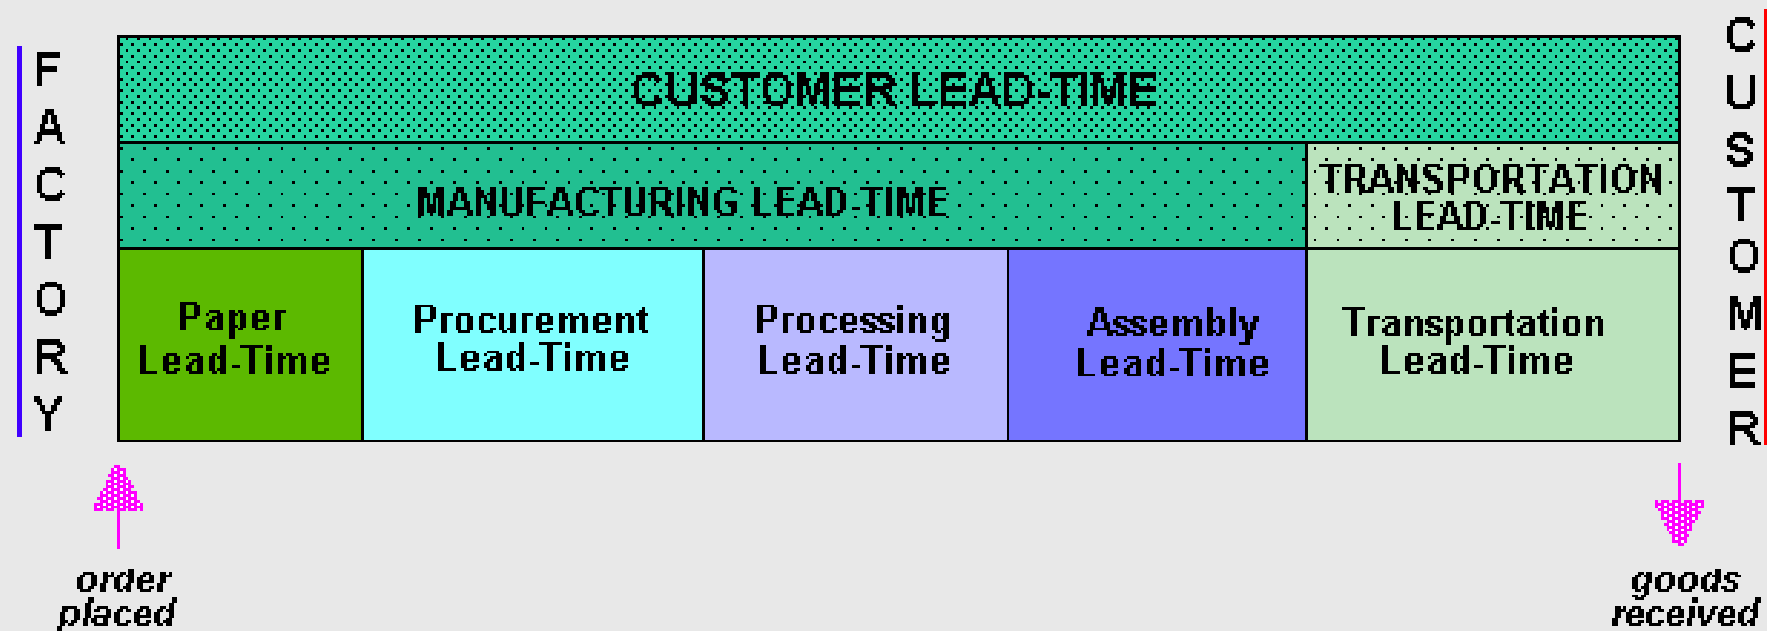 FACTORY
CUSTOMER LEAD-TIME
MANUFACTURING LEAD-TIME
TRANSPORTATION
LEAD-TIME
Paper
Lead-Time
Procurement
Lead-Time
Processing
Lead-Time
Assembly
Lead-Time
Transportation
Lead-Time
CUSTOMER
order
placed
goods
received